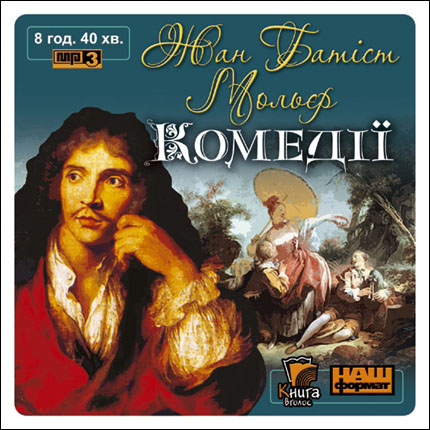 8 год. 40 хв.
mp3
Жан Батіст
Мольєр
Комедії
Книга
вголос
НАШ
формат